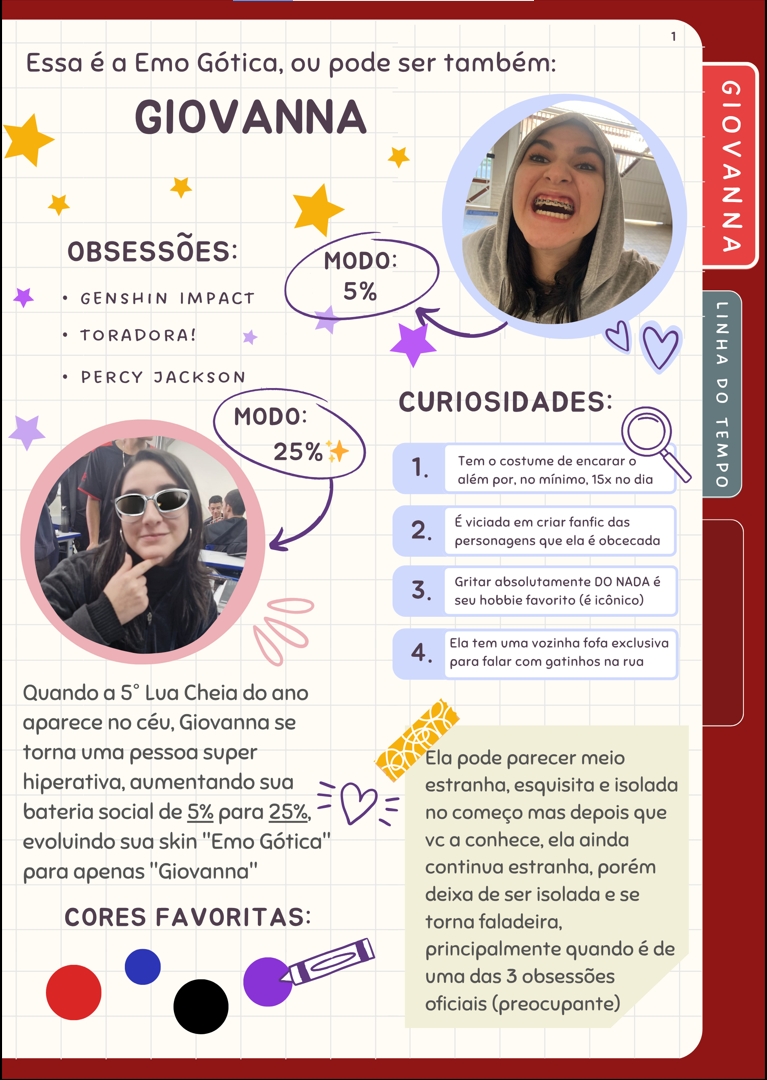 1
Essa é a Emo Gótica, ou pode ser também:
GIOVANNA
OBSESSÕES:
• GENSHIN IMPACT
• TORADORA!
• PERCY JACKSON
MODO:
5%
MODO:
25%
CURIOSIDADES:
1.
Tem o costume de encarar o
além por, no mínimo, 15x no dia
2.
É viciada em criar fanfic das
personagens que ela é obcecada
3.
Gritar absolutamente DO NADA é
seu hobbie favorito (é icônico)
4.
Ela tem uma vozinha fofa exclusiva
para falar com gatinhos na rua
Quando a 5° Lua Cheia do ano
aparece no céu, Giovanna se
torna uma pessoa super
hiperativa, aumentando sua
bateria social de 5% para 25%,
evoluindo sua skin "Emo Gótica"
para apenas "Giovanna"
CORES FAVORITAS:
Ela pode parecer meio
estranha, esquisita e isolada
no começo mas depois que
vc a conhece, ela ainda
continua estranha, porém
deixa de ser isolada e se
torna faladeira,
principalmente quando é de
uma das 3 obsessões
oficiais (preocupante)
GIOVANNA
LINHA DO TEMPO